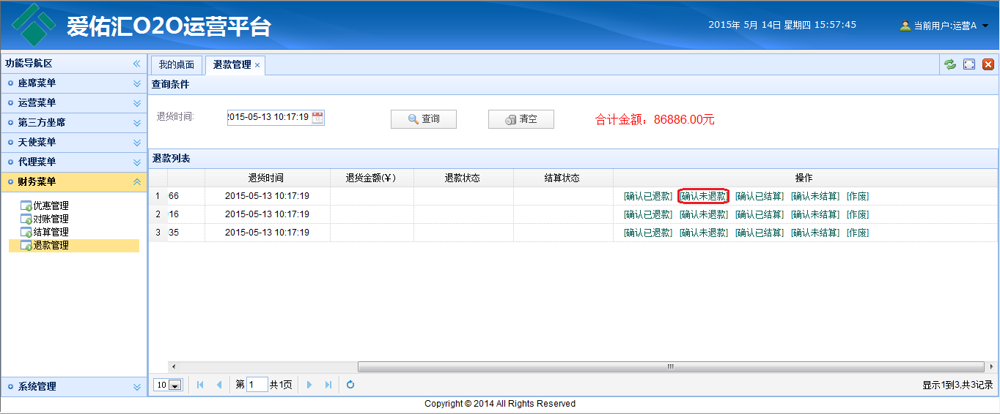 爱佑汇O2O运营平台
2015年 5月 14日 星期四 15:57:45
当前用户:运营A
功能导航区
座席菜单
运营菜单
第三方坐席
天使菜单
代理菜单
财务菜单
优惠管理
对账管理
结算管理
退款管理
系统管理
我的桌面 退款管理
查询条件
退货时间: 2015-05-13 10:17:19 查询 清空 合计金额：86886.00元
退款列表
退货时间 退货金额(￥) 退款状态 结算状态 操作
1 66 2015-05-13 10:17:19 [确认已退款] [确认未退款] [确认已结算] [确认未结算] [作废]
2 16 2015-05-13 10:17:19 [确认已退款] [确认未退款] [确认已结算] [确认未结算] [作废]
3 35 2015-05-13 10:17:19 [确认已退款] [确认未退款] [确认已结算] [确认未结算] [作废]
10 第 1 共1页 显示1到3,共3记录
Copyright © 2014 All Rights Reserved